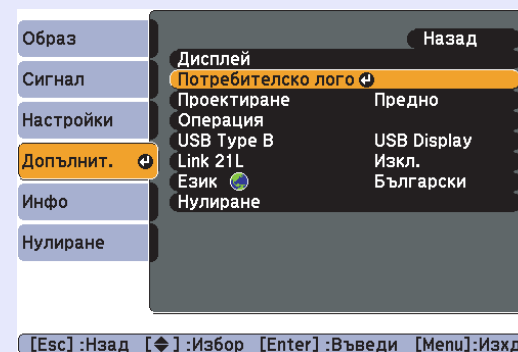 Образ
Сигнал
Настройки
Допълнит.
Инфо
Нулиране
Назад
Дисплей
Потребителско лого
Проектиране Предно
Операция
USB Type B USB Display
Link 21L Изкл.
Език Български
Нулиране
[Esc] :Нзад [ ] :Избор [Enter] :Въведи [Menu]:Изхд